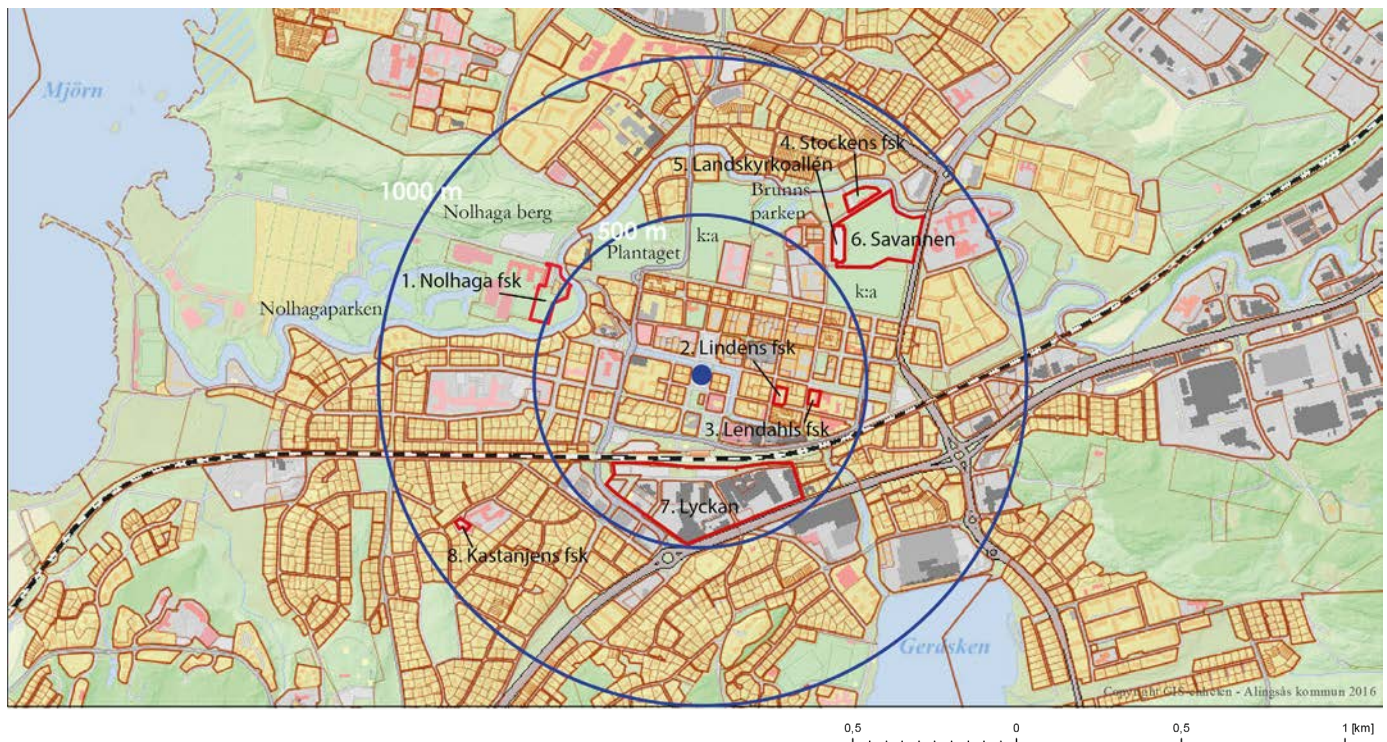 Mjörn
4. Stockens fsk
5. Landskyrkoallén
1000 m
Brunns-
parken
Nolhaga berg
500 m
k:a
6. Savannen
Plantaget
1. Nolhaga fsk
k:a
Nolhagaparken
2. Lindens fsk
3. Lendahls fsk
7. Lyckan
8. Kastanjens fsk
Gerdsken
Copyright GIS-enheten - Alingsås kommun 2016
0,5 0 0,5 1 [km]